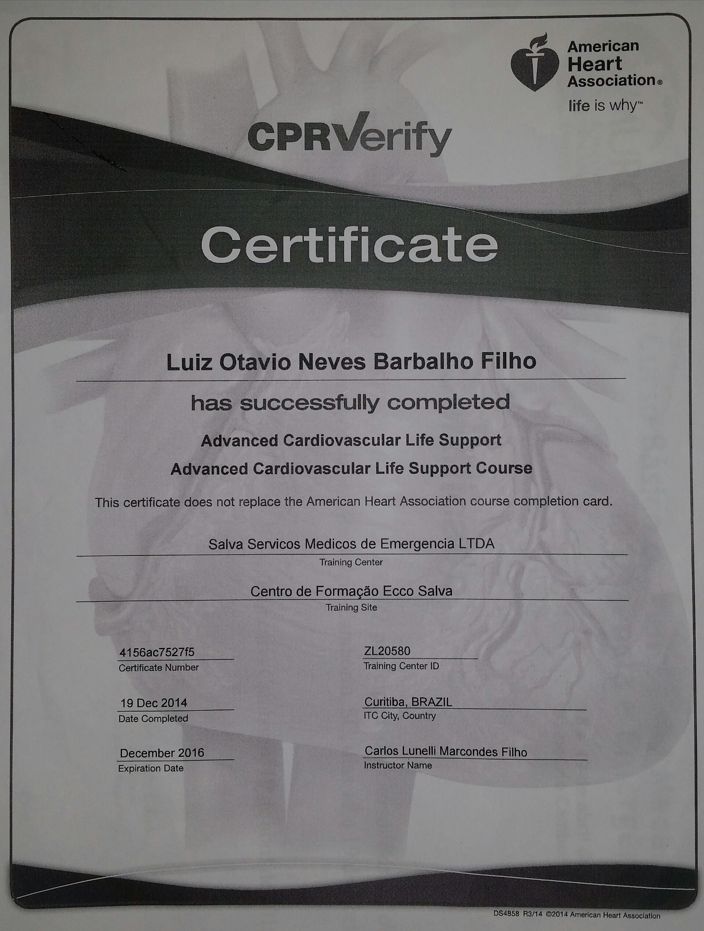 American
Heart
Association®
life is why™
CPRVerify
Certificate
Luiz Otavio Neves Barbalho Filho
has successfully completed
Advanced Cardiovascular Life Support
Advanced Cardiovascular Life Support Course
This certificate does not replace the American Heart Association course completion card.
Salva Servicos Medicos de Emergencia LTDA
Training Center
Centro de Formação Ecco Salva
Training Site
4156ac7527f5
Certificate Number
ZL20580
Training Center ID
19 Dec 2014
Date Completed
Curitiba, BRAZIL
ITC City, Country
December 2016
Expiration Date
Carlos Lunelli Marcondes Filho
Instructor Name
DS4858 R3/14 ©2014 American Heart Association